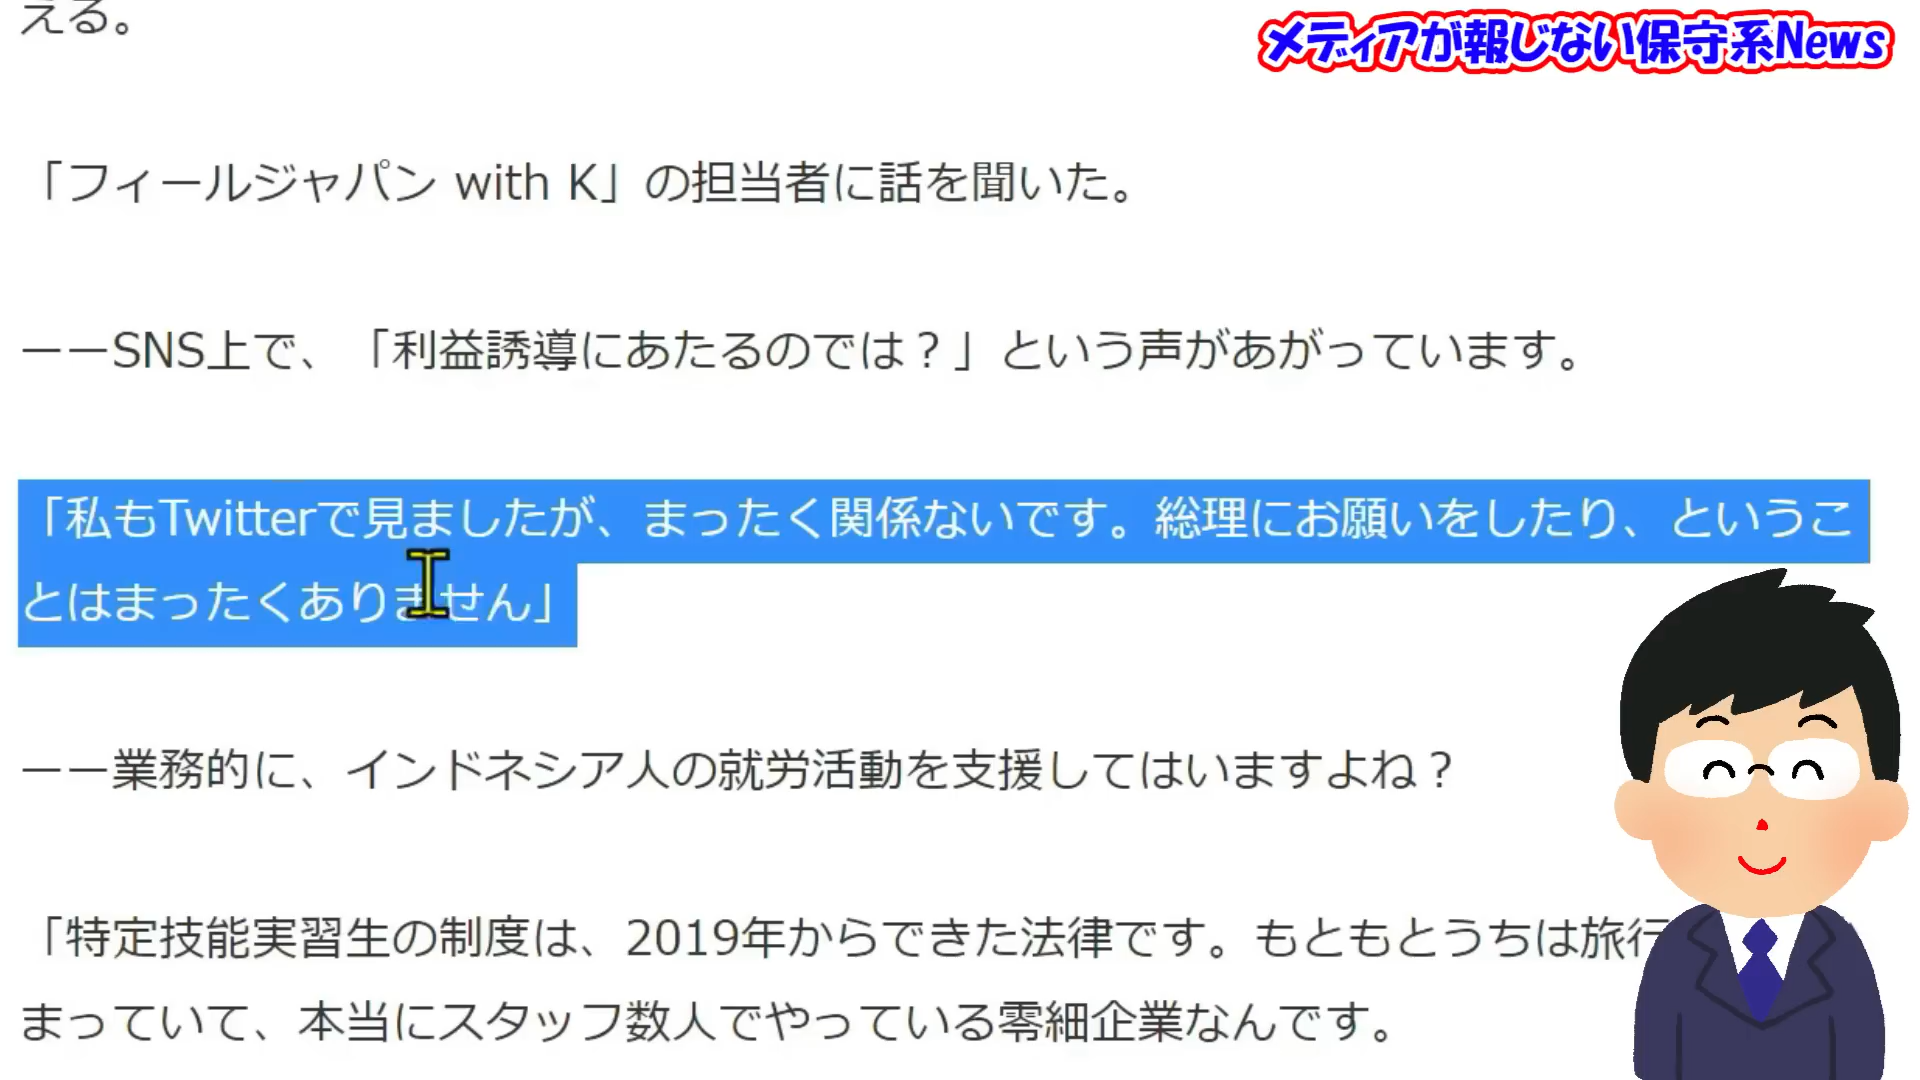 える。
メディアが報じない保守系News
「フィールジャパン with K」の担当者に話を聞いた。
ーーSNS上で、「利益誘導にあたるのでは？」という声があがっています。
「私もTwitterで見ましたが、まったく関係ないです。総理にお願いをしたり、というこ
とはまったくありません」
ーー業務的に、インドネシア人の就労活動を支援してはいますよね？
「特定技能実習生の制度は、2019年からできた法律です。もともとうちは旅行
まっていて、本当にスタッフ数人でやっている零細企業なんです。